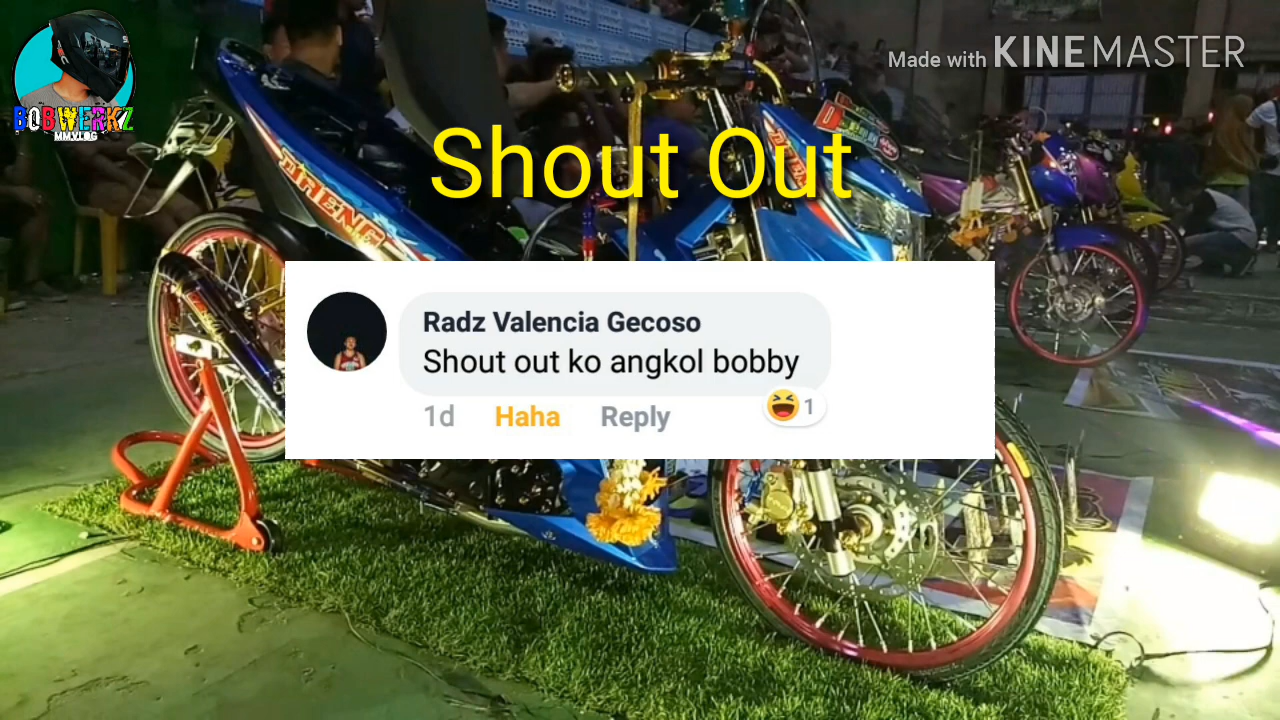 BOBWERKZ
MMVLOG
Made with KINEMASTER
Shout Out
DHENG
Radz Valencia Gecoso
Shout out ko angkol bobby
1d Haha Reply
1